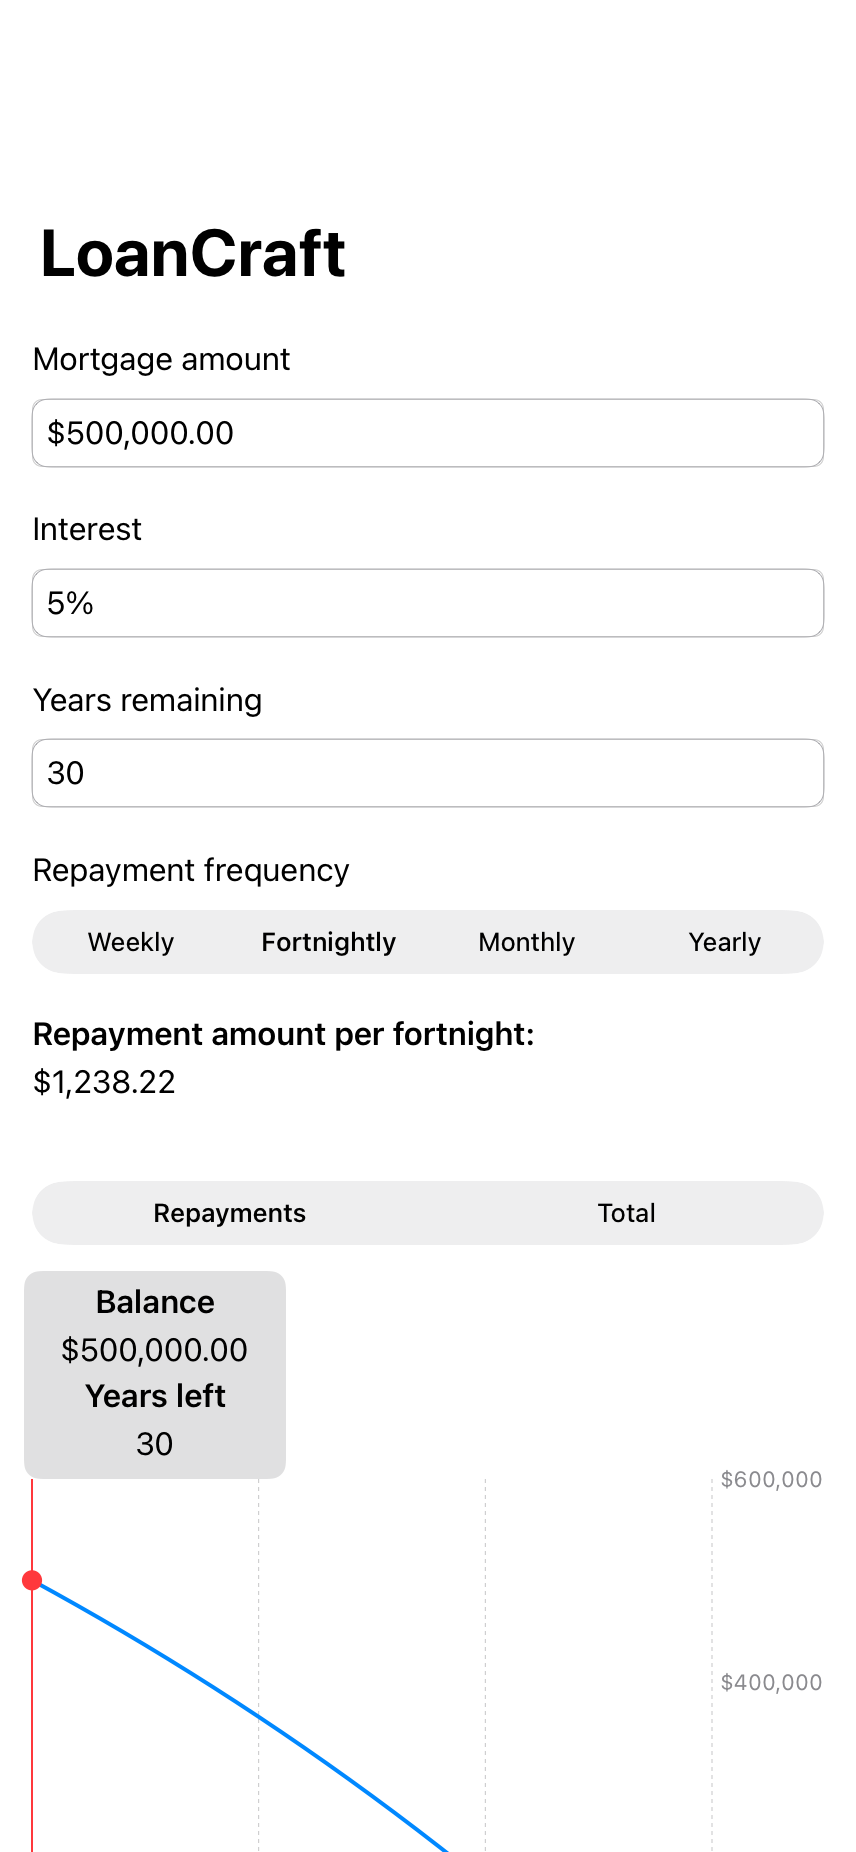 LoanCraft
Mortgage amount
$500,000.00
Interest
5%
Years remaining
30
Repayment frequency
Weekly Fortnightly Monthly Yearly
Repayment amount per fortnight:
$1,238.22
Repayments Total
Balance
$500,000.00
Years left
30
$600,000
$400,000